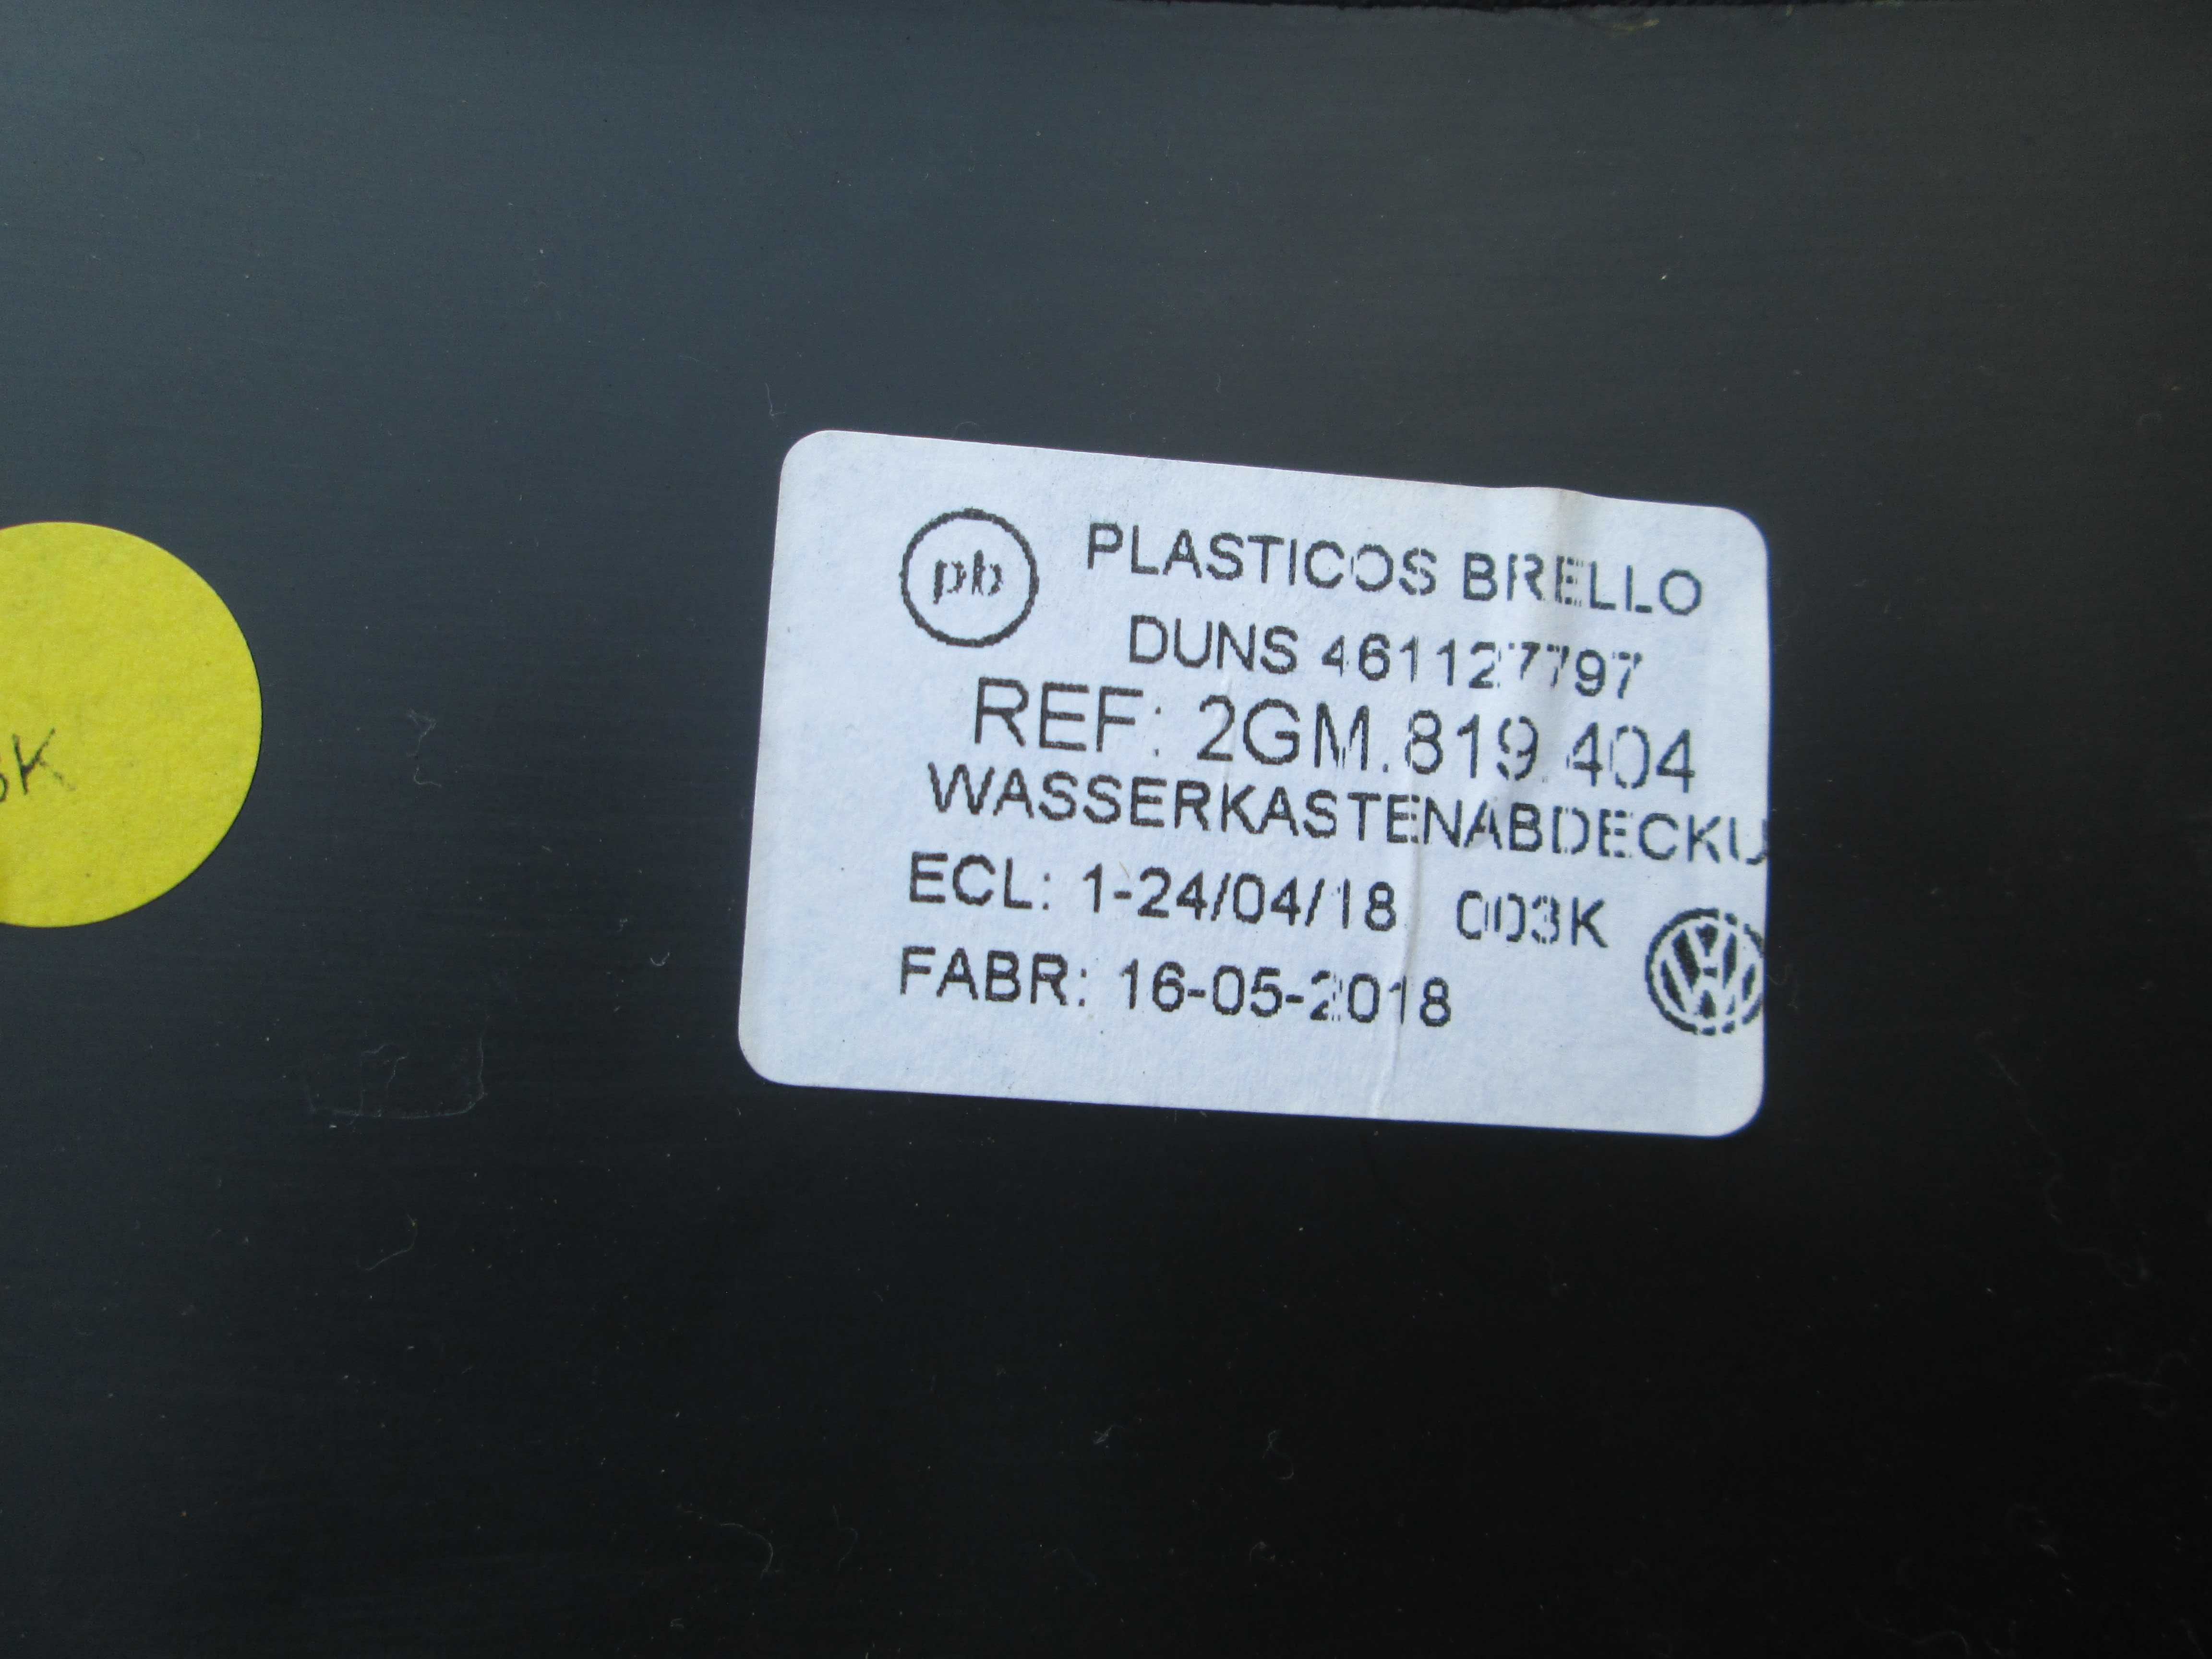 pb
PLASTICOS BRELLO
DUNS 461127797
REF: 2GM.819.404
WASSERKASTENABDECKU
ECL: 1-24/04/18 003K
FABR: 16-05-2018